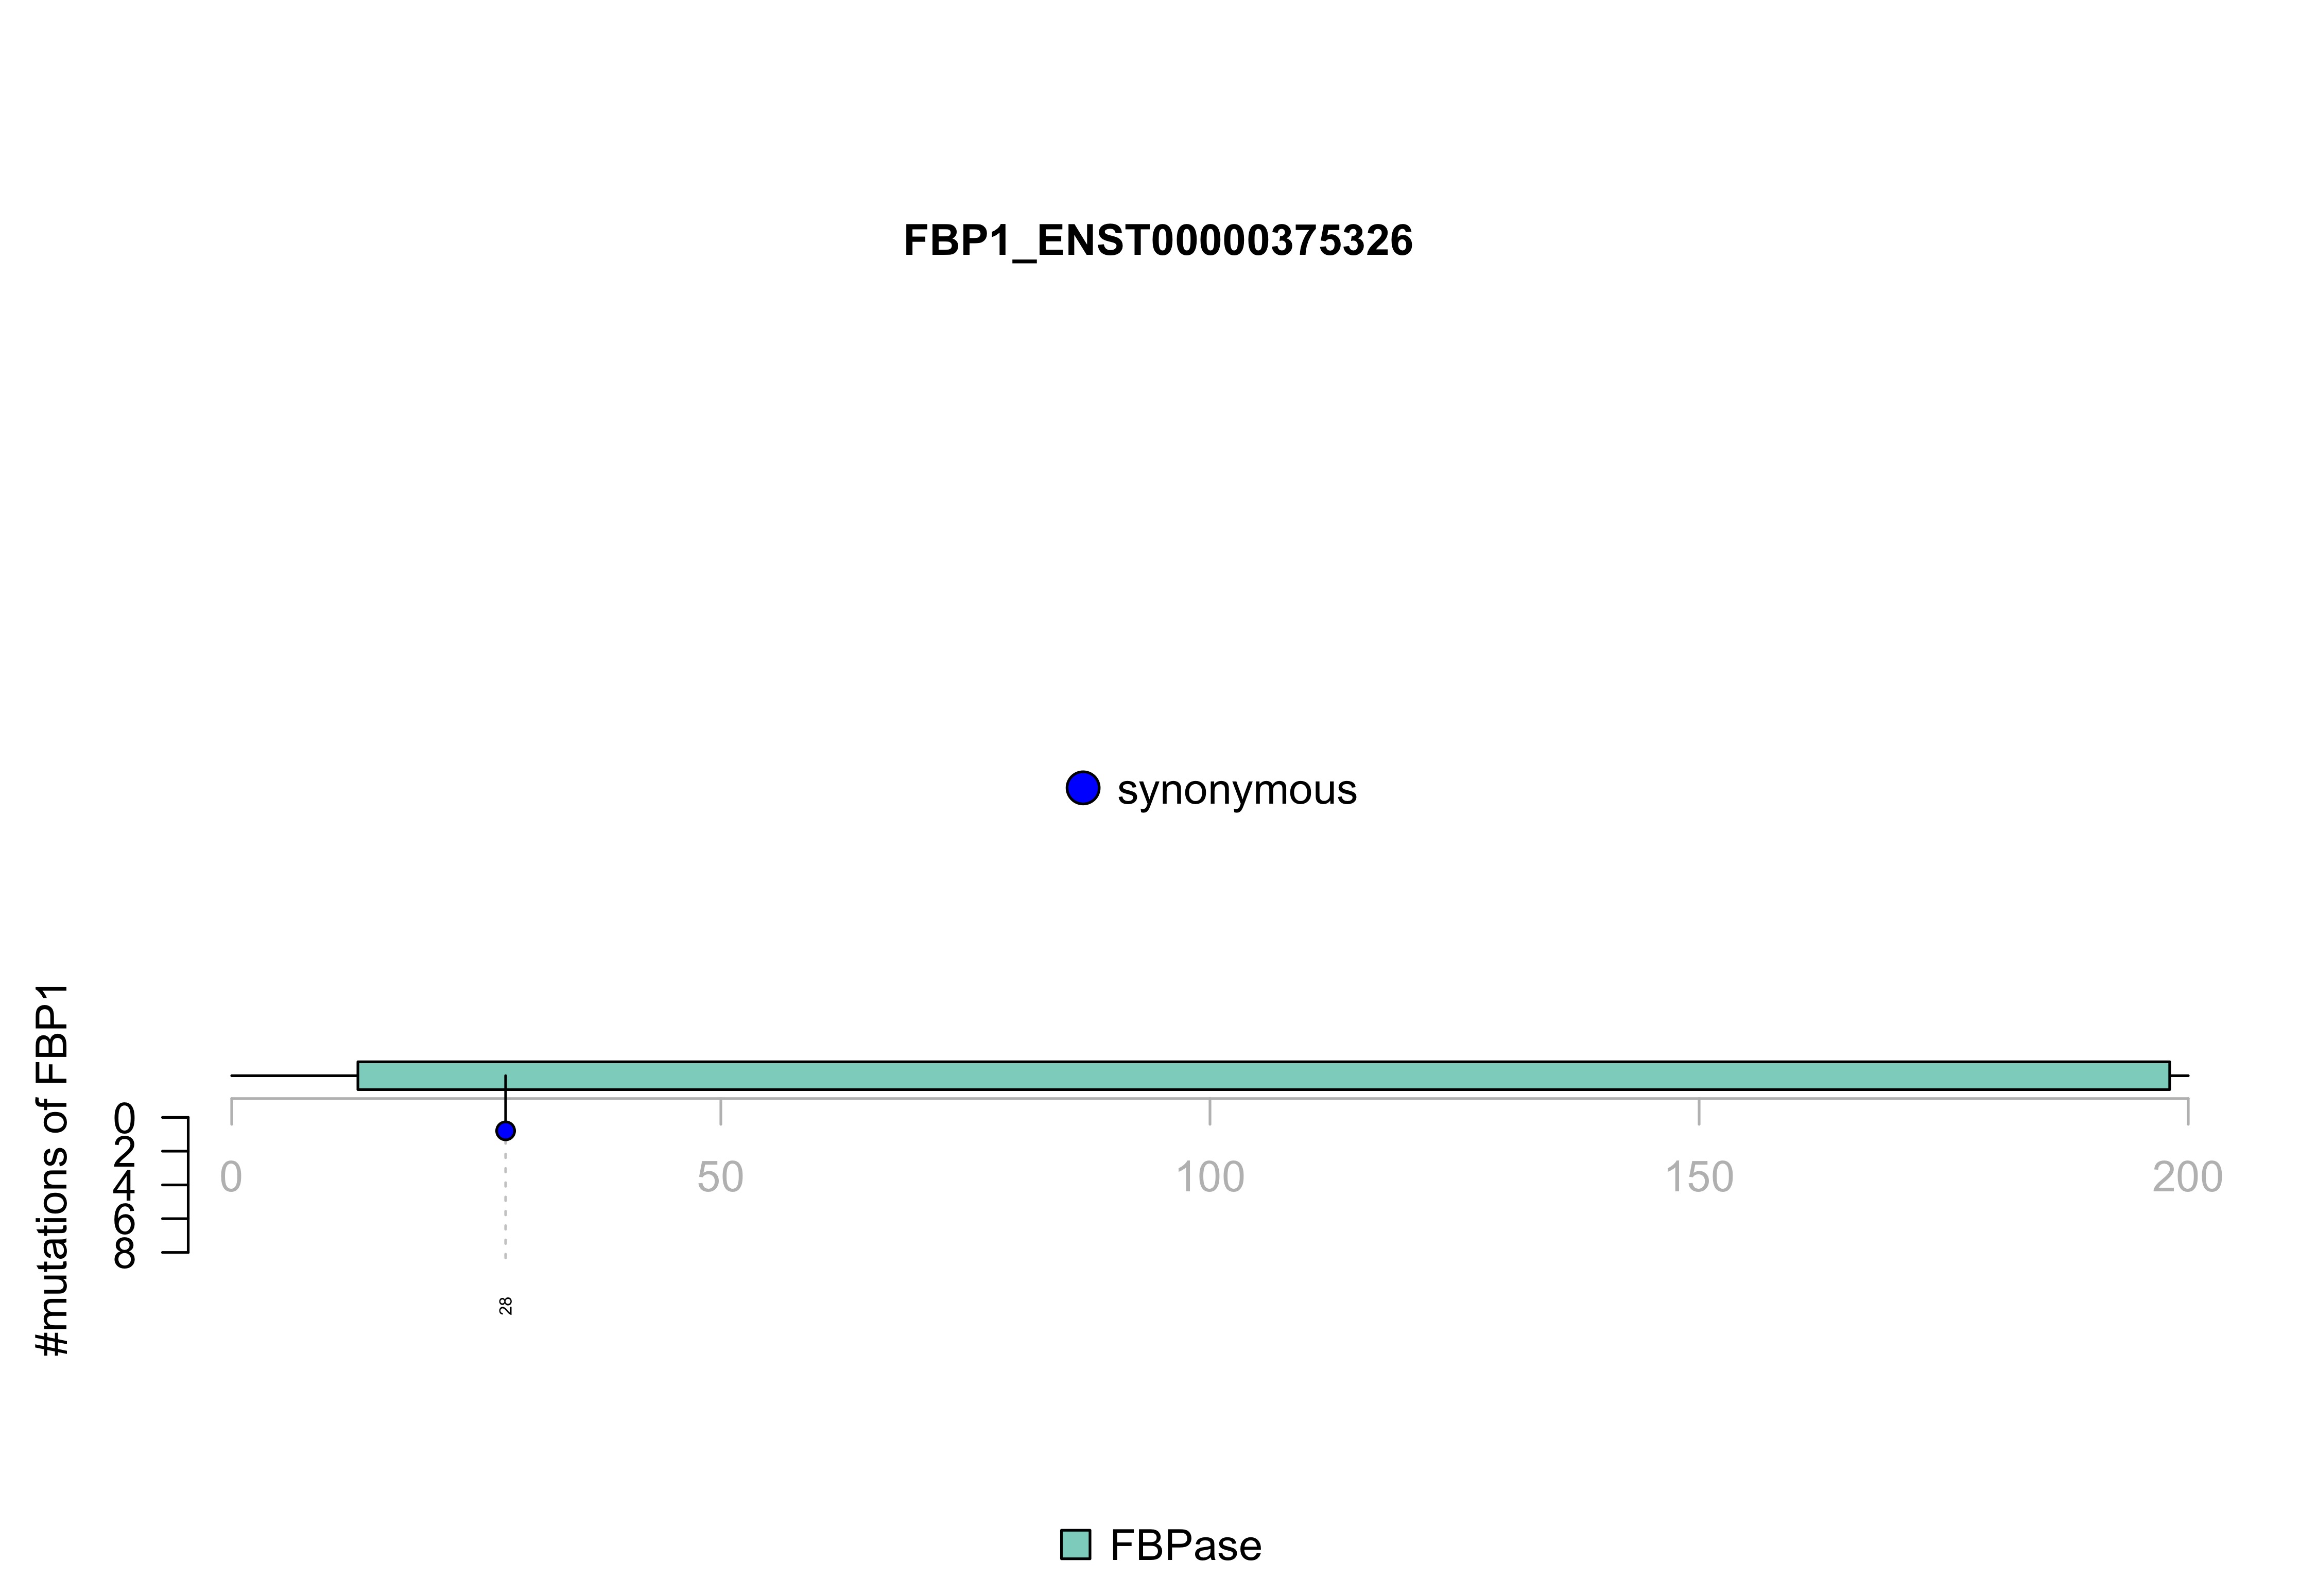 FBP1_ENST00000375326
synonymous
#mutations of FBP1
0
2
4
6
8
0 50 100 150 200
28
FBPase